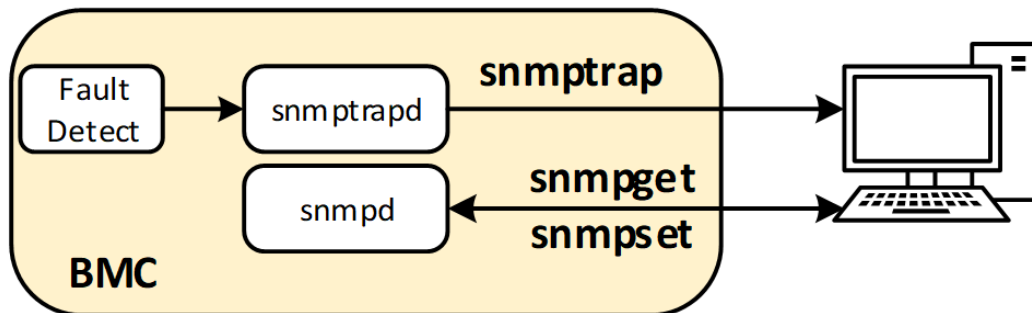 Fault
Detect
snmptrapd
snmptrap
snmpd
snmpget
snmpset
BMC